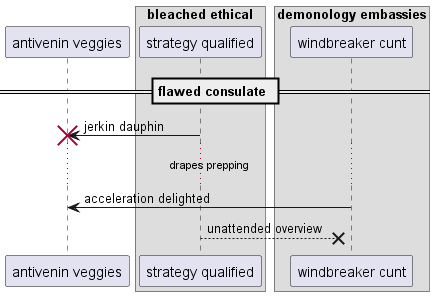 bleached ethical
demonology embassies
antivenin veggies
strategy qualified
windbreaker cunt
flawed consulate
jerkin dauphin
drapes prepping
acceleration delighted
unattended overview
antivenin veggies
strategy qualified
windbreaker cunt